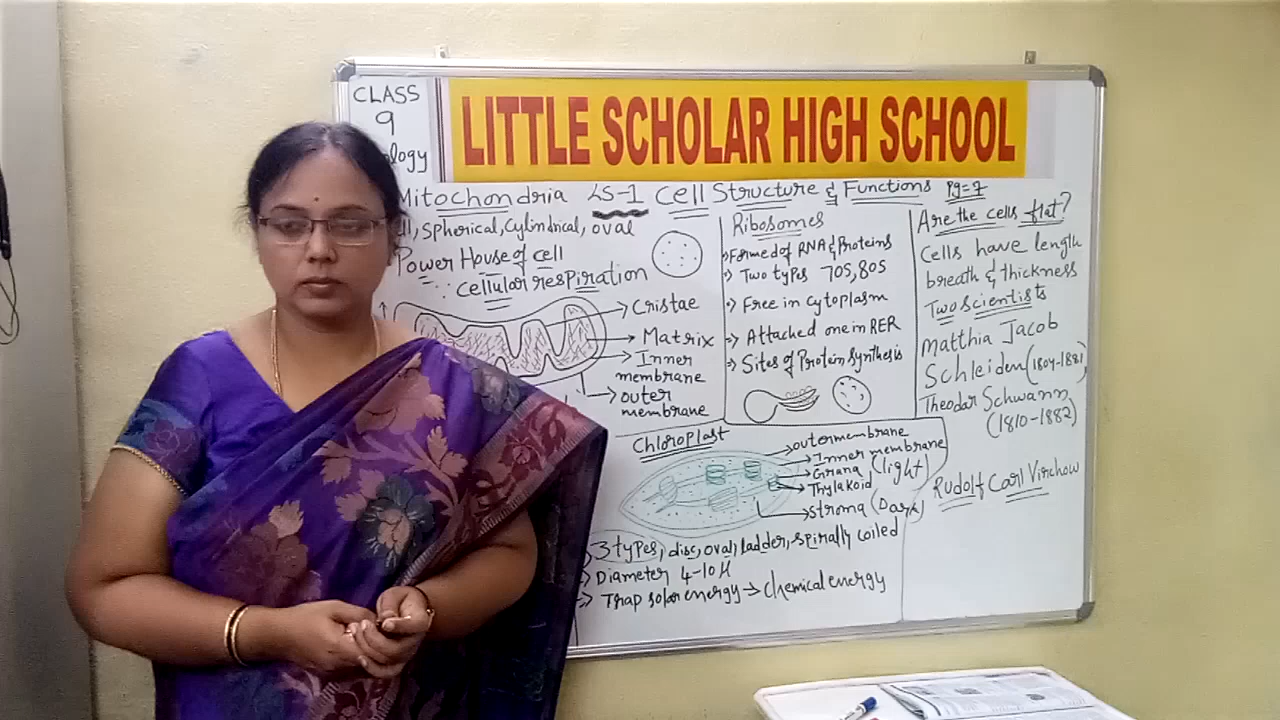 CLASS
9
LITTLE SCHOLAR HIGH SCHOOL
Mitochondria LS-1 Cell Structure & Functions Pg=7
Spherical, Cylindrical, oval
Power House of cell
∴ cellular respiration
Cristae
Matrix
Inner
membrane
outer
membrane
Ribosomes
Formed of RNA & Proteins
Two types 70S, 80S
Free in cytoplasm
Attached one in RER
Sites of Protein synthesis
Are the cells flat?
Cells have length
breath & thickness
Two scientists
Matthia Jacob
Schleiden (1804-1881)
Theodar Schwann
(1810-1882)
Rudolf Carl Virchow
Chloroplast
outermembrane
Inner membrane
Grana (light)
Thylakoid
stroma (Dark)
3 types, disc, oval, ladder, spirally coiled
Diameter 4-10 μ
Trap solar energy → Chemical energy